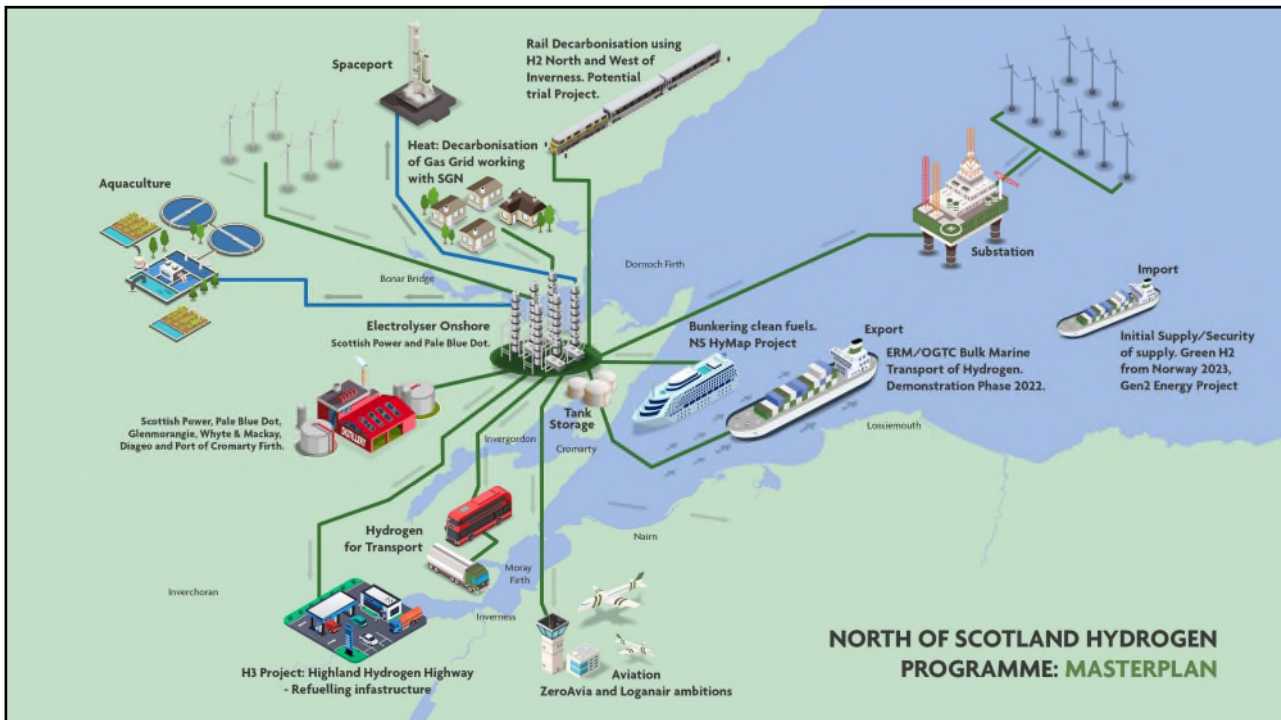 Spaceport
Rail Decarbonisation using
H2 North and West of
Inverness. Potential
trial Project.
Heat: Decarbonisation
of Gas Grid working
with SGN
Aquaculture
Substation
Bonar Bridge
Dornoch Firth
Import
Electrolyser Onshore
Scottish Power and Pale Blue Dot.
Bunkering clean fuels.
NS HyMap Project
Export
ERM/OGTC Bulk Marine
Transport of Hydrogen.
Demonstration Phase 2022.
Initial Supply/Security
of supply. Green H2
from Norway 2023,
Gen2 Energy Project
DISTILLERY
Tank
Storage
Scottish Power, Pale Blue Dot,
Glenmorangie, Whyte & Mackay,
Diageo and Port of Cromarty Firth.
Invergordon
Cromarty
Lossiemouth
Hydrogen
for Transport
Nairn
Moray
Firth
Inverchoran
Inverness
H3 Project: Highland Hydrogen Highway
- Refuelling infastructure
Aviation
ZeroAvia and Loganair ambitions
NORTH OF SCOTLAND HYDROGEN
PROGRAMME: MASTERPLAN